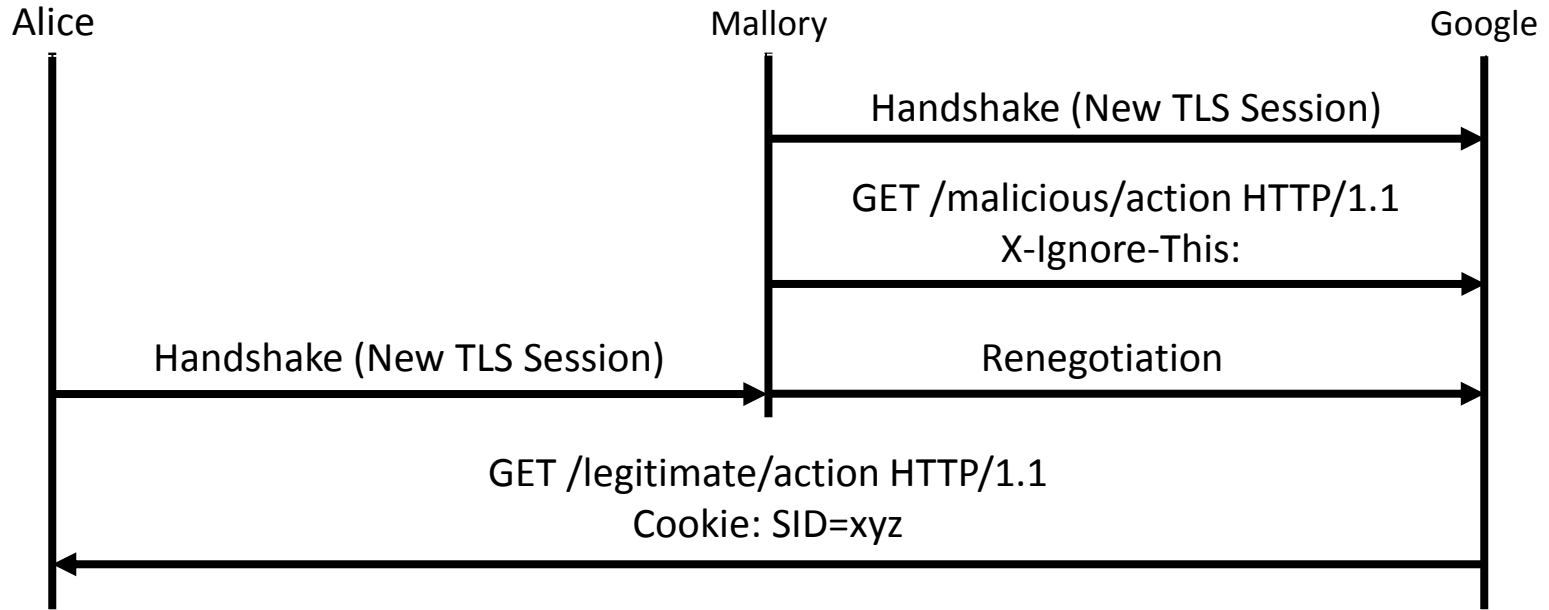 Alice
Mallory
Google
Handshake (New TLS Session)
GET /malicious/action HTTP/1.1
X-Ignore-This:
Handshake (New TLS Session)
Renegotiation
GET /legitimate/action HTTP/1.1
Cookie: SID=xyz